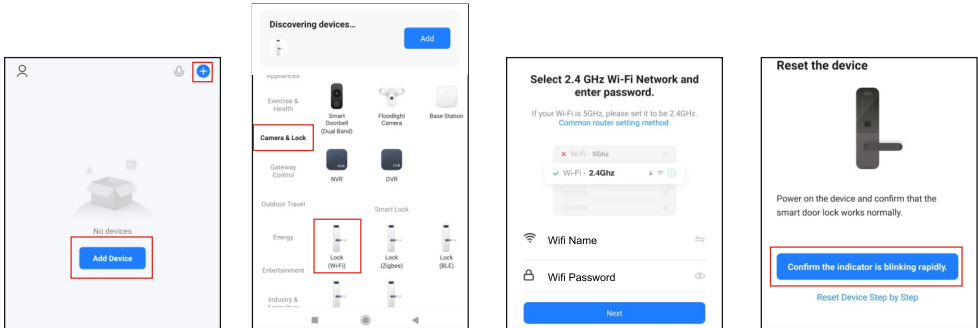 No devices
Add Device
Discovering devices...
Add
Appliances
Exercise &
Health
Smart
Doorbell
(Dual Band)
Floodlight
Camera
Base Station
Camera & Lock
Gateway
Control
NVR
NVR
DVR
DVR
Outdoor Travel
Smart Lock
Energy
Lock
(Wi-Fi)
Lock
(Zigbee)
Lock
(BLE)
Entertainment
Industry &
Agriculture
Select 2.4 GHz Wi-Fi Network and
enter password.
If your Wi-Fi is 5GHz, please set it to be 2.4GHz.
Common router setting method
Wi-Fi - 5Ghz
Wi-Fi - 2.4Ghz
Wifi Name
Wifi Password
Next
Reset the device
Power on the device and confirm that the
smart door lock works normally.
Confirm the indicator is blinking rapidly.
Reset Device Step by Step